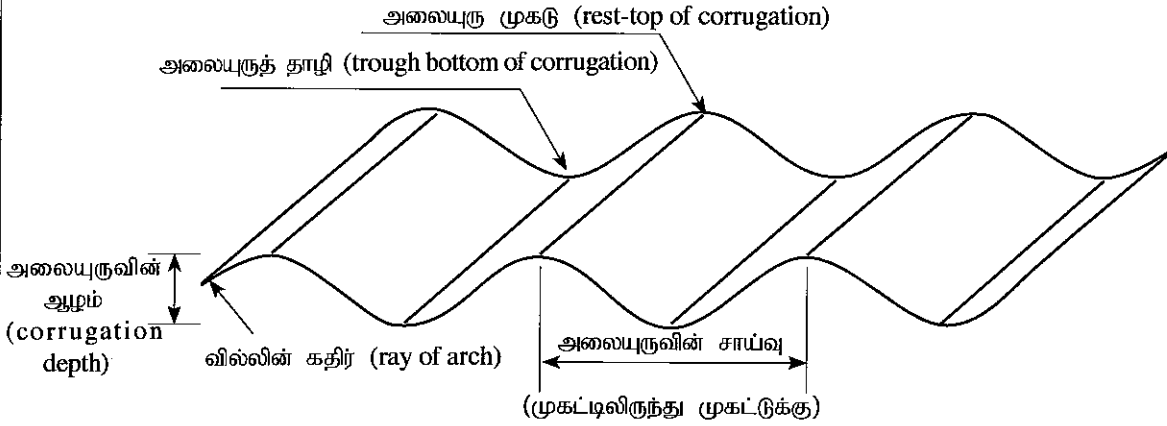 அலையுரு முகடு (rest-top of corrugation)
அலையுருத் தாழி (trough bottom of corrugation)
அலையுருவின்
ஆழம்
(corrugation
depth)
வில்லின் கதிர் (ray of arch)
அலையுருவின் சாய்வு
(முகட்டிலிருந்து முகட்டுக்கு)